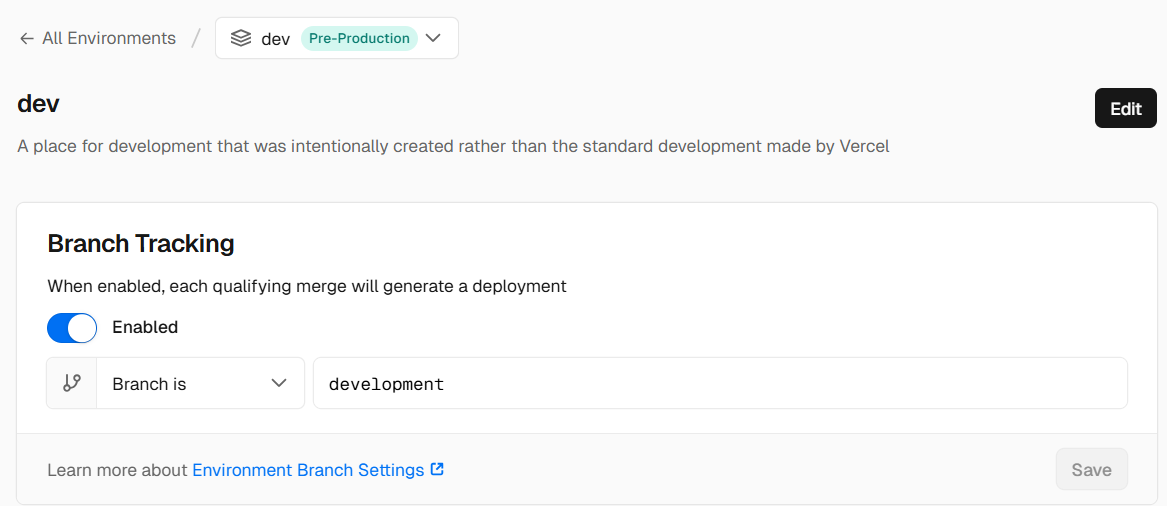 All Environments / dev Pre-Production
dev
Edit
A place for development that was intentionally created rather than the standard development made by Vercel
Branch Tracking
When enabled, each qualifying merge will generate a deployment
Enabled
Branch is
development
Learn more about Environment Branch Settings
Save